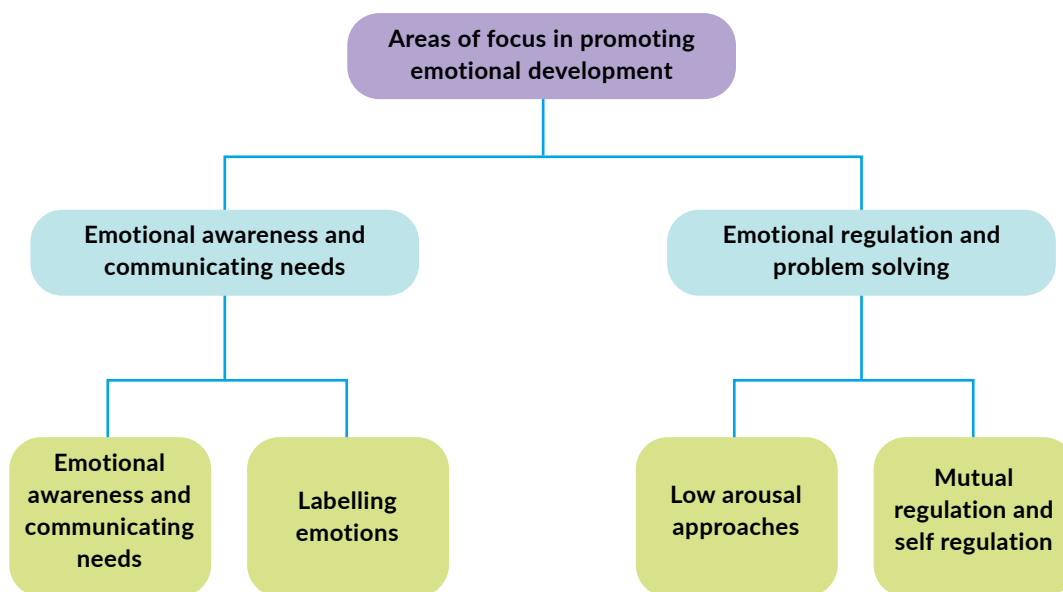 Areas of focus in promoting
emotional development
Emotional awareness and
communicating needs
Emotional regulation and
problem solving
Emotional
awareness and
communicating
needs
Labelling
emotions
Low arousal
approaches
Mutual
regulation and
self regulation